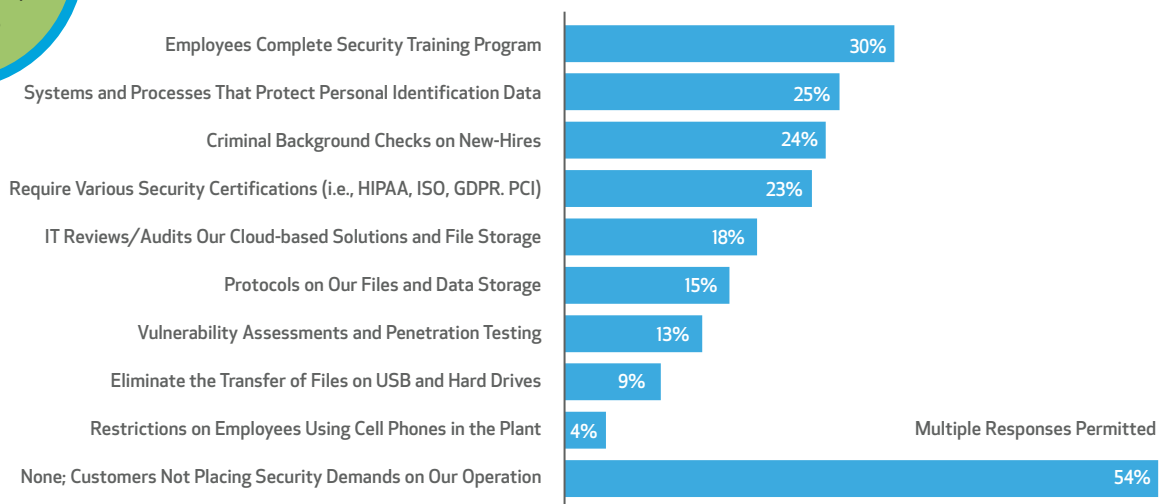 Employees Complete Security Training Program 30%
Systems and Processes That Protect Personal Identification Data 25%
Criminal Background Checks on New-Hires 24%
Require Various Security Certifications (i.e., HIPAA, ISO, GDPR. PCI) 23%
IT Reviews/Audits Our Cloud-based Solutions and File Storage 18%
Protocols on Our Files and Data Storage 15%
Vulnerability Assessments and Penetration Testing 13%
Eliminate the Transfer of Files on USB and Hard Drives 9%
Restrictions on Employees Using Cell Phones in the Plant 4% Multiple Responses Permitted
None; Customers Not Placing Security Demands on Our Operation 54%